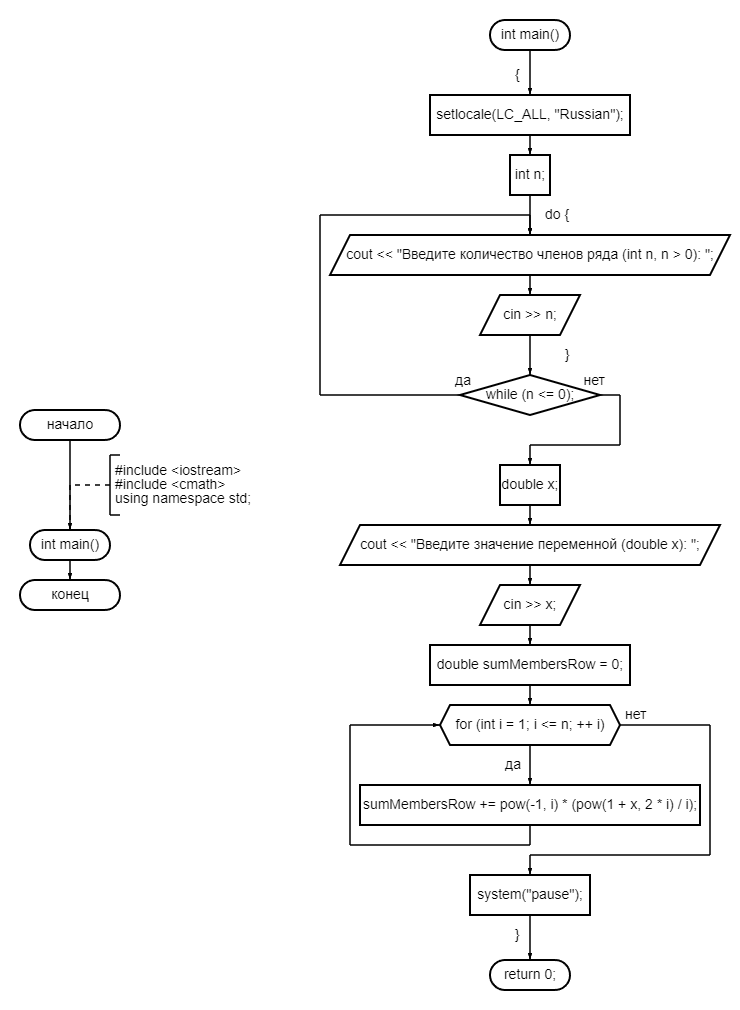 начало
#include <iostream>
#include <cmath>
using namespace std;
int main()
конец
int main()
{
setlocale(LC_ALL, "Russian");
int n;
do {
cout << "Введите количество членов ряда (int n, n > 0): ";
cin >> n;
}
да
нет
while (n <= 0);
double x;
cout << "Введите значение переменной (double x): ";
cin >> x;
double sumMembersRow = 0;
нет
for (int i = 1; i <= n; ++ i)
да
sumMembersRow += pow(-1, i) * (pow(1 + x, 2 * i) / i);
system("pause");
}
return 0;